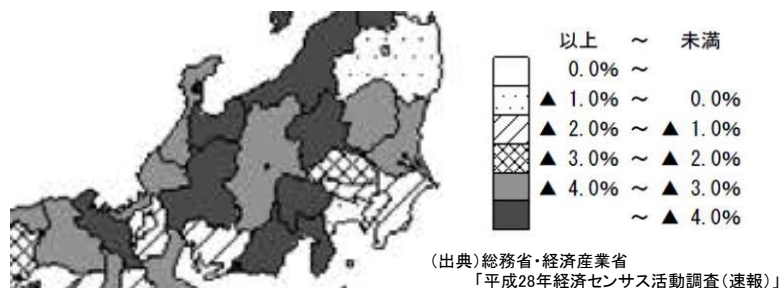 以上 ～ 未満
0.0% ～
▲ 1.0% ～ 0.0%
▲ 2.0% ～ ▲ 1.0%
▲ 3.0% ～ ▲ 2.0%
▲ 4.0% ～ ▲ 3.0%
～ ▲ 4.0%
(出典)総務省・経済産業省
「平成28年経済センサス活動調査(速報)」